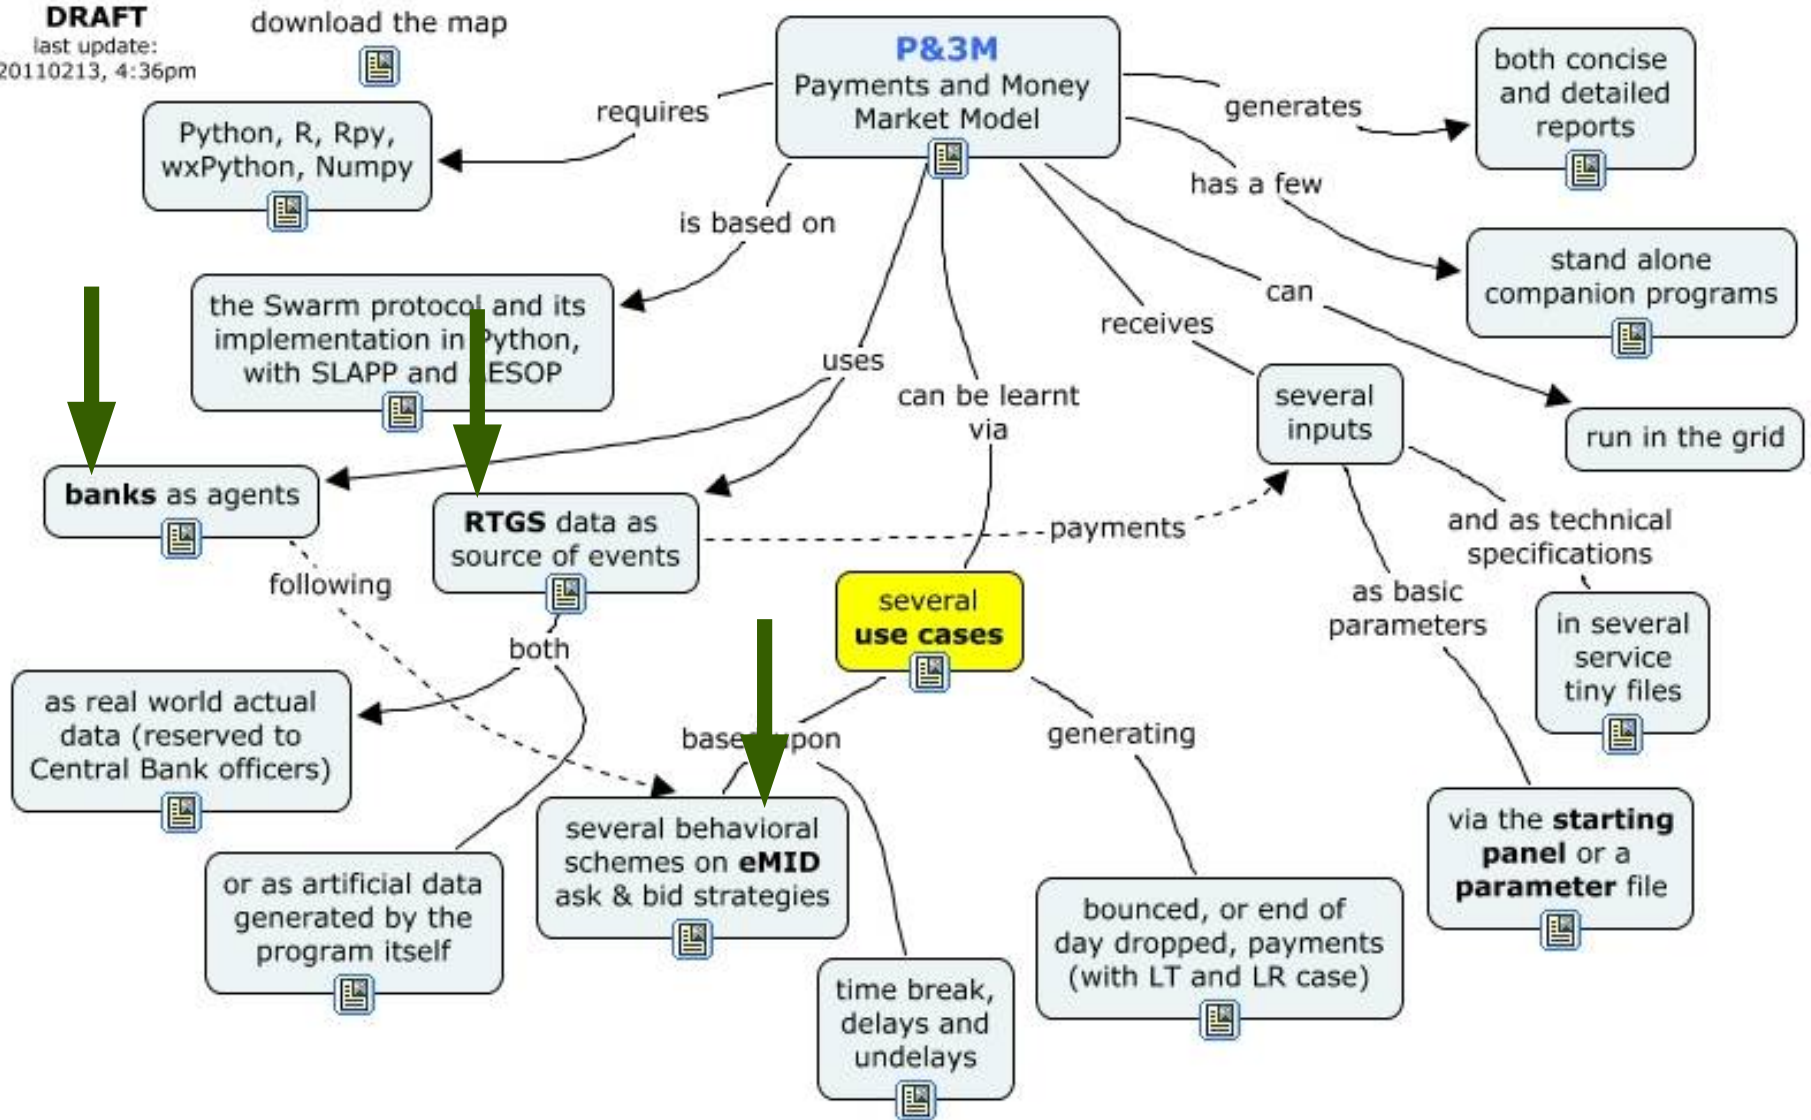 DRAFT
last update:
20110213, 4:36pm
download the map
P&3M
Payments and Money
Market Model
requires
Python, R, Rpy,
wxPython, Numpy
generates
both concise
and detailed
reports
has a few
stand alone
companion programs
is based on
the Swarm protocol and its
implementation in Python,
with SLAPP and AESOP
can
run in the grid
receives
several
inputs
uses
can be learnt
via
banks as agents
RTGS data as
source of events
payments
and as technical
specifications
in several
service
tiny files
as basic
parameters
via the starting
panel or a
parameter file
following
both
several
use cases
as real world actual
data (reserved to
Central Bank officers)
or as artificial data
generated by the
program itself
based upon
several behavioral
schemes on eMID
ask & bid strategies
time break,
delays and
undelays
generating
bounced, or end of
day dropped, payments
(with LT and LR case)